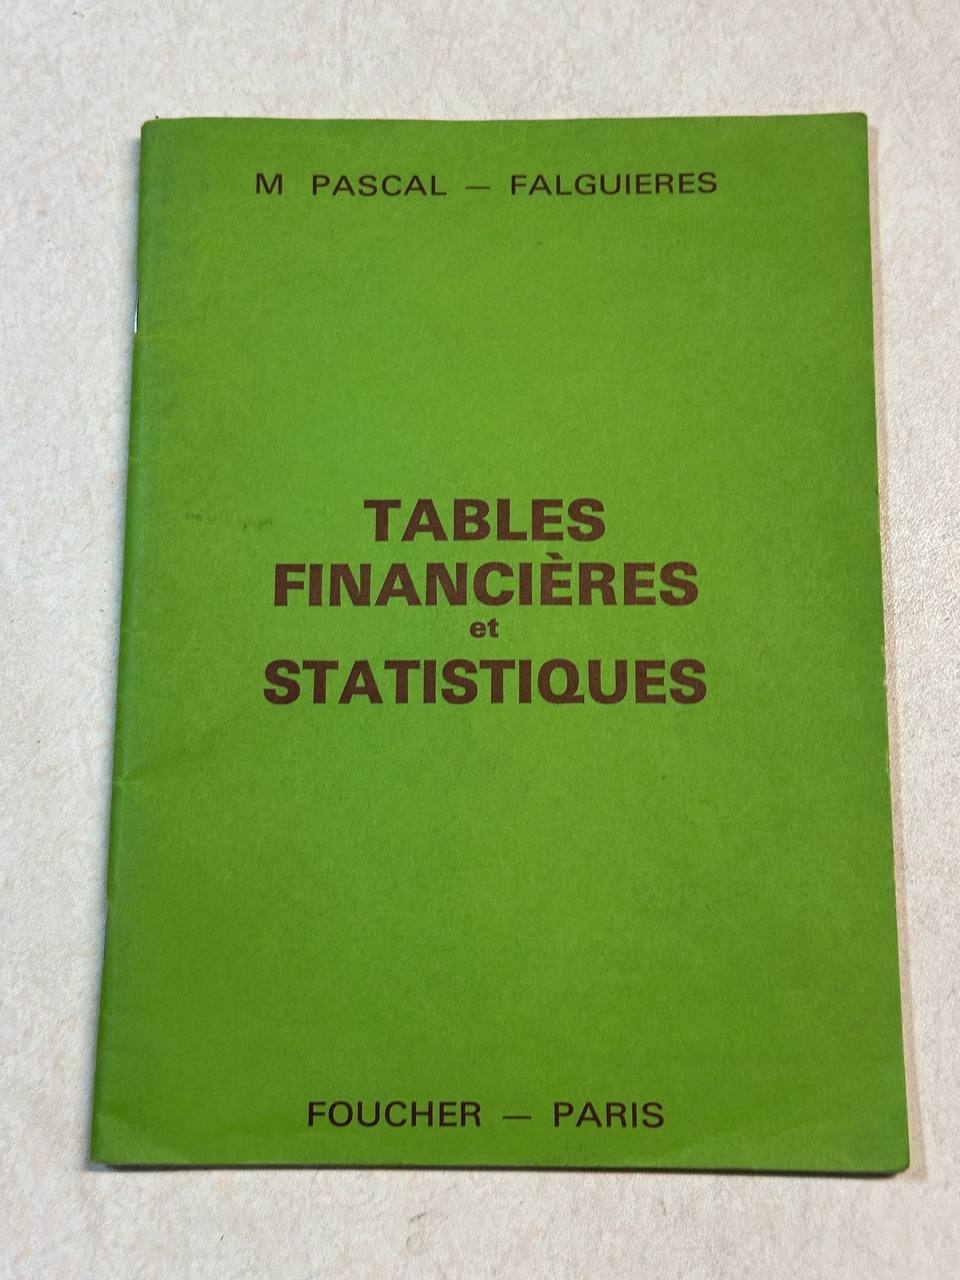 M PASCAL — FALGUIERES
TABLES
FINANCIÈRES
et
STATISTIQUES
FOUCHER — PARIS